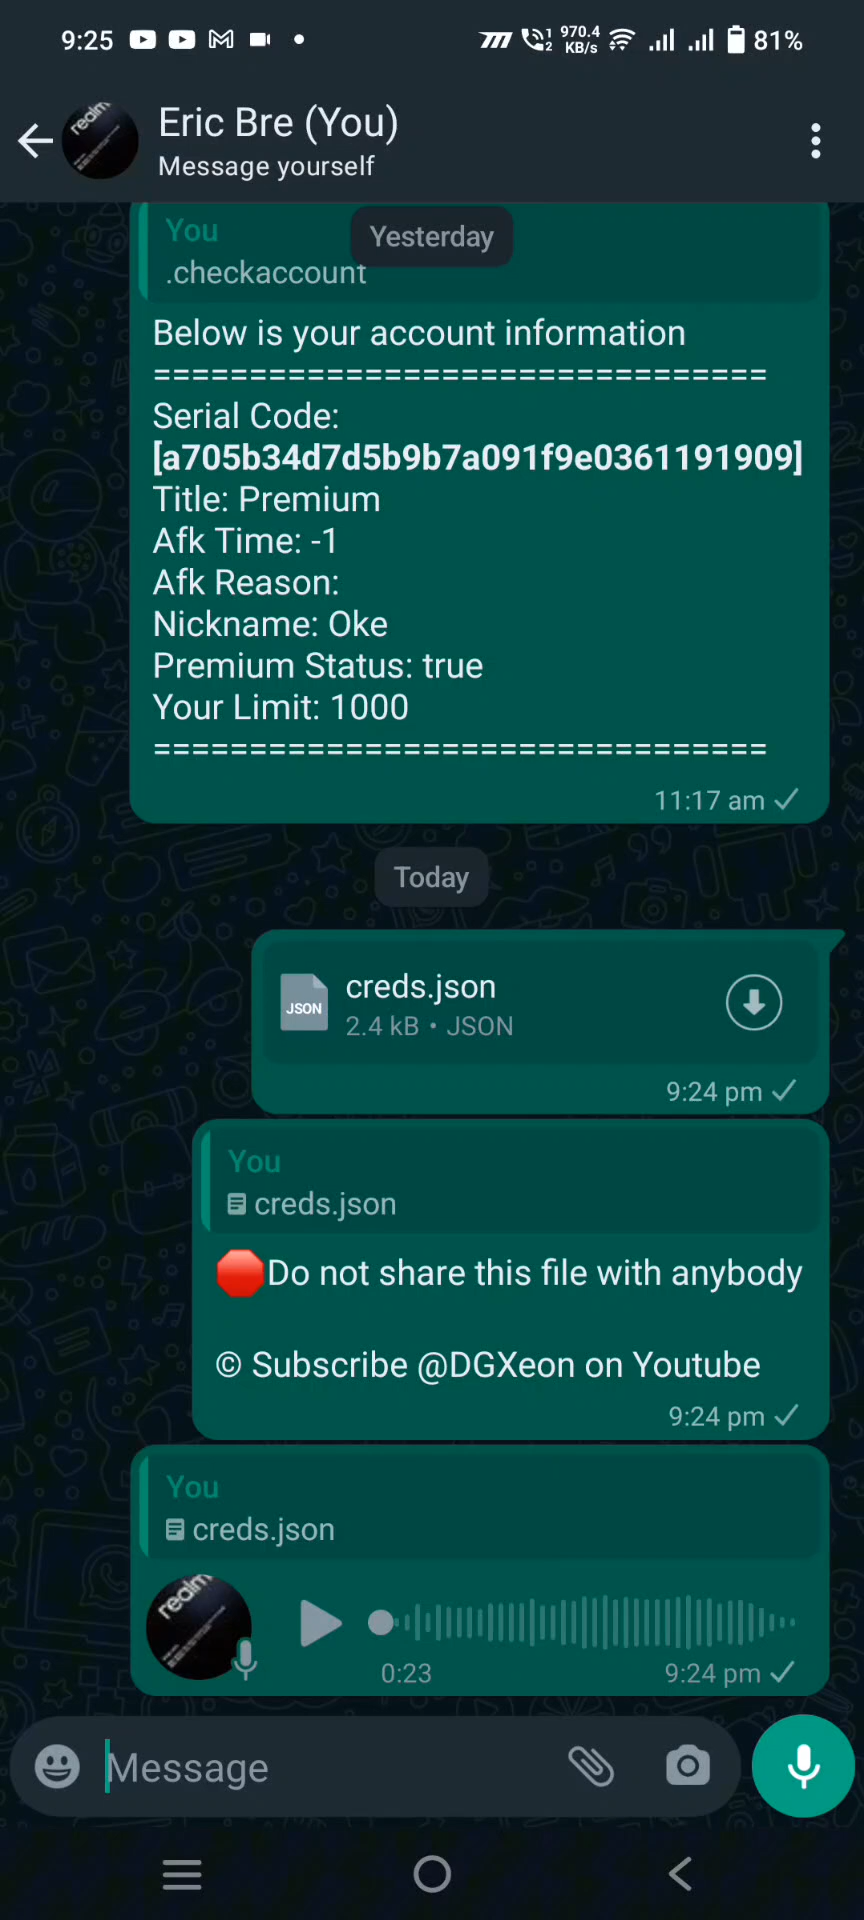 9:25
970.4
KB/s
1
2
81%
Eric Bre (You)
Message yourself
Yesterday
You
.checkaccount
Below is your account information
================================
Serial Code:
[a705b34d7d5b9b7a091f9e0361191909]
Title: Premium
Afk Time: -1
Afk Reason:
Nickname: Oke
Premium Status: true
Your Limit: 1000
================================
11:17 am
Today
JSON
creds.json
2.4 kB • JSON
9:24 pm
You
creds.json
🛑Do not share this file with anybody
© Subscribe @DGXeon on Youtube
9:24 pm
You
creds.json
realm
0:23
9:24 pm
Message